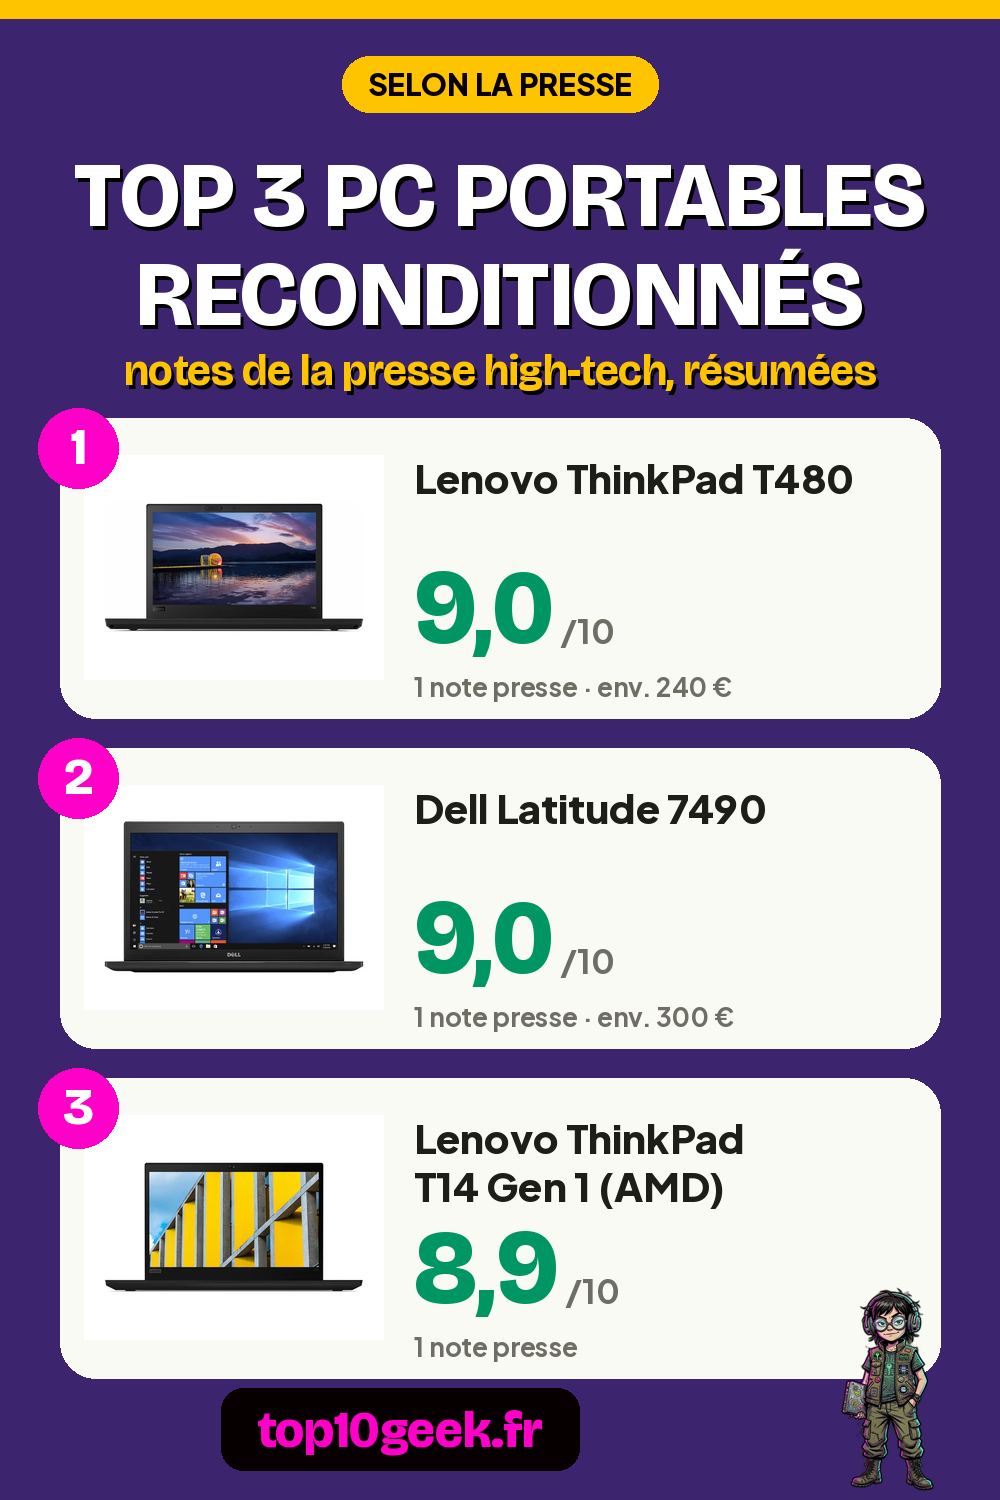 SELON LA PRESSE
TOP 3 PC PORTABLES
RECONDITIONNÉS
notes de la presse high-tech, résumées
1
Lenovo ThinkPad T480
9,0 /10
1 note presse · env. 240 €
2
Dell Latitude 7490
DELL
9,0 /10
1 note presse · env. 300 €
3
Lenovo ThinkPad
T14 Gen 1 (AMD)
8,9 /10
1 note presse
top10geek.fr